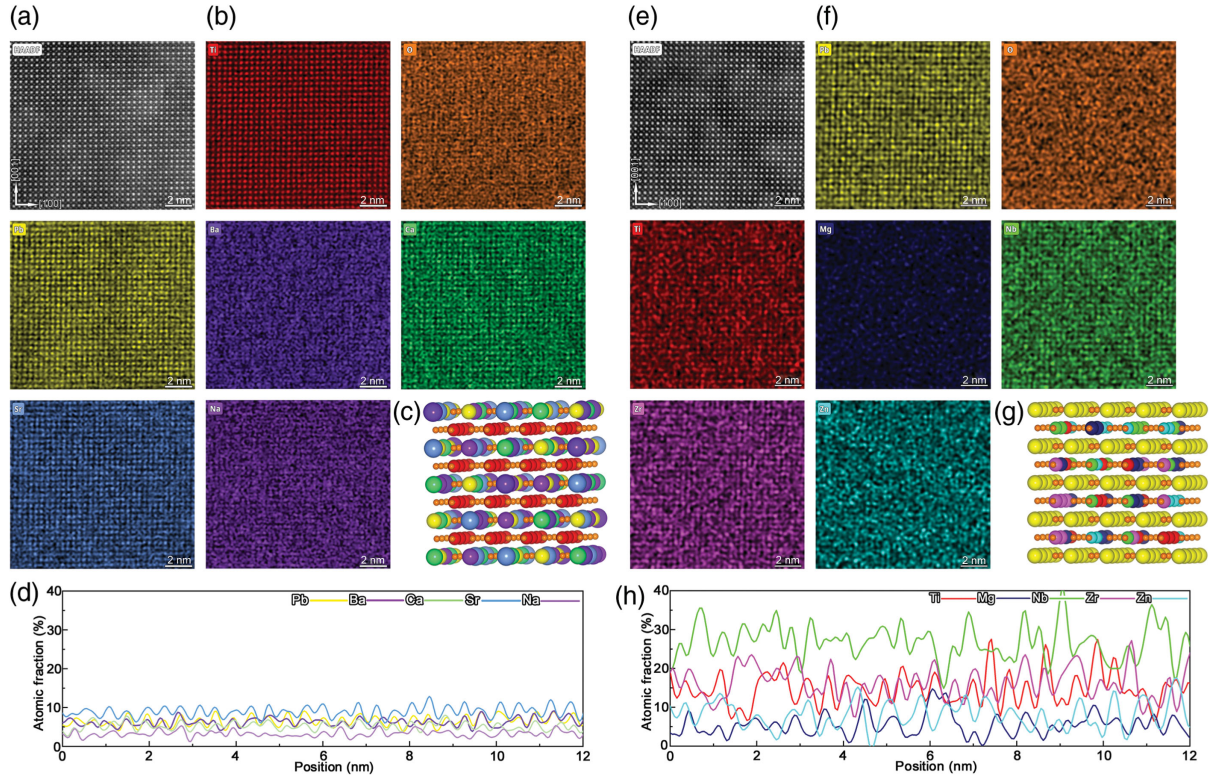 (a)
(b)
(e)
(f)
HAADF
[001]
[100]
2 nm
Ti
2 nm
O
2 nm
HAADF
[001]
[100]
2 nm
Pb
2 nm
O
2 nm
Pb
2 nm
Ba
2 nm
Ca
2 nm
Ti
2 nm
Mg
2 nm
Nb
2 nm
Sr
2 nm
Na
2 nm
(c)
Zr
2 nm
Zn
2 nm
(g)
(d)
Pb Ba Ca Sr Na
Atomic fraction (%)
40
30
20
10
0
0 2 4 6 8 10 12
Position (nm)
(h)
Ti Mg Nb Zr Zn
Atomic fraction (%)
40
30
20
10
0
0 2 4 6 8 10 12
Position (nm)